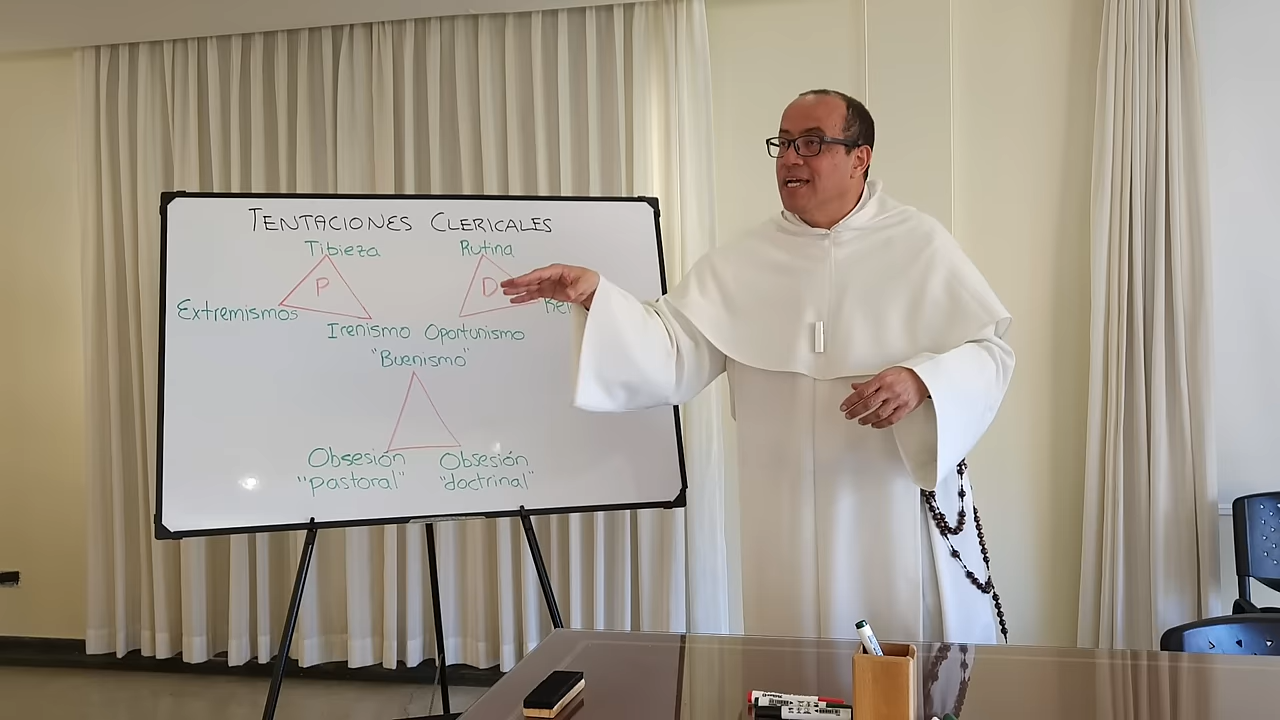 TENTACIONES CLERICALES
Tibieza
Rutina
P
D
Extremismos
Irenismo
Oportunismo
"Buenismo"
Obsesión
"pastoral"
Obsesión
"doctrinal"